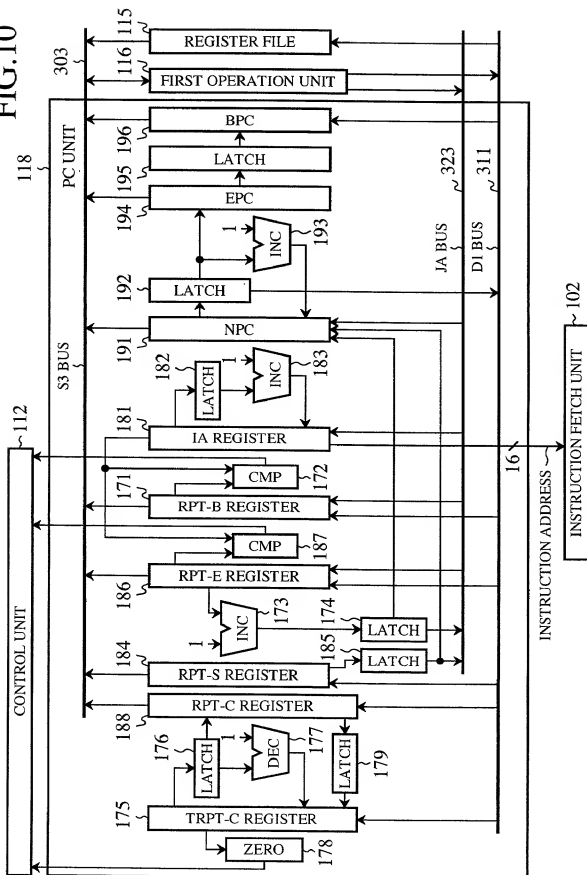 FIG.10
115
REGISTER FILE
303
116
FIRST OPERATION UNIT
118
PC UNIT
196
BPC
195
LATCH
194
EPC
323
311
JA BUS
D1 BUS
1
INC
193
192
LATCH
191
NPC
S3 BUS
182
LATCH
1
INC
183
181
IA REGISTER
112
CONTROL UNIT
102
INSTRUCTION FETCH UNIT
16
INSTRUCTION ADDRESS
CMP
172
171
RPT-B REGISTER
CMP
187
186
RPT-E REGISTER
1
INC
173
174
LATCH
185
LATCH
184
RPT-S REGISTER
188
RPT-C REGISTER
176
LATCH
1
DEC
177
LATCH
179
175
TRPT-C REGISTER
ZERO
178